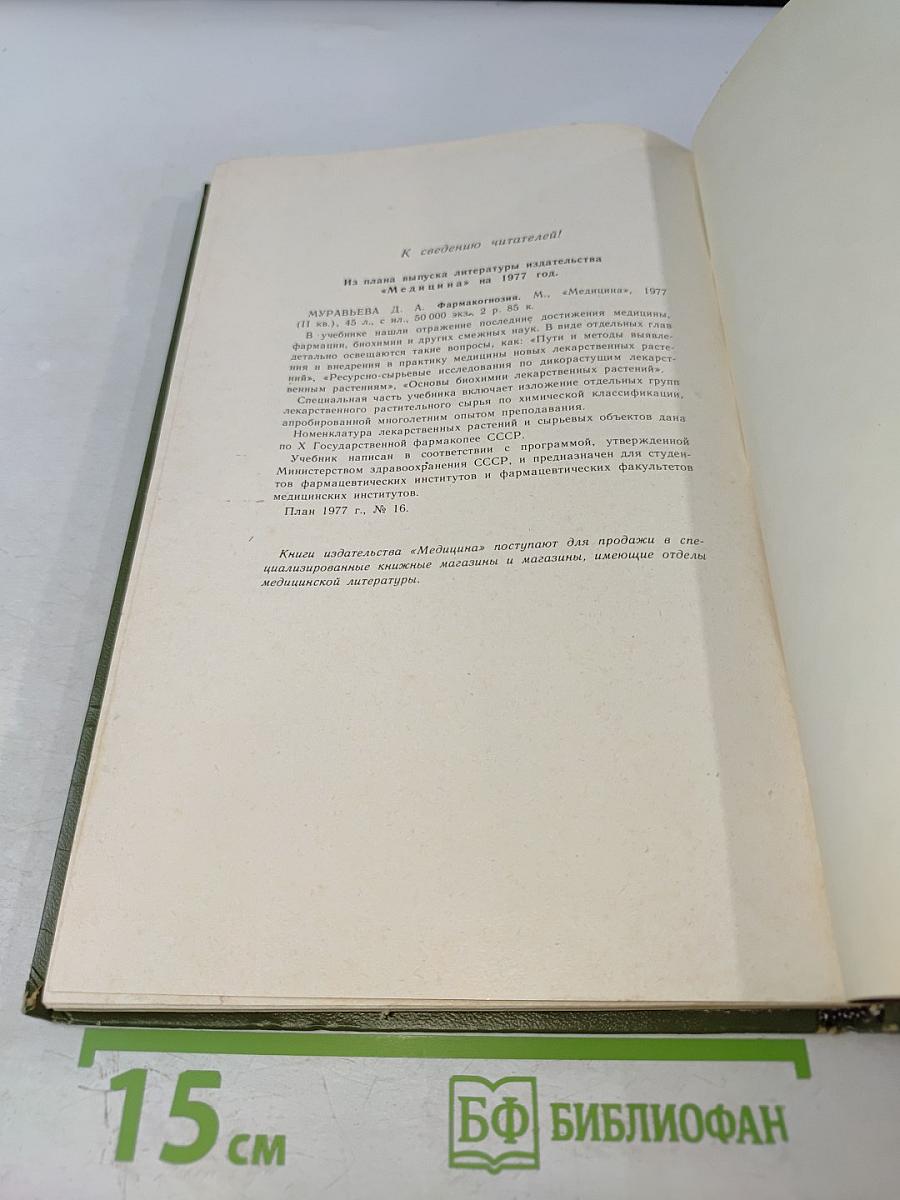 К сведению читателей!
Из плана выпуска литературы издательства
«Медицина» на 1977 год.
МУРАВЬЕВА Д. А. Фармакогнозия. М., «Медицина», 1977
(II кв.), 45 л., с ил., 50 000 экз., 2 р. 85 к.
В учебнике нашли отражение последние достижения медицины,
фармации, биохимии и других смежных наук. В виде отдельных глав
детально освещаются такие вопросы, как: «Пути и методы выявле-
ния и внедрения в практику медицины новых лекарственных расте-
ний», «Ресурсно-сырьевые исследования по дикорастущим лекарст-
венным растениям», «Основы биохимии лекарственных растений».
Специальная часть учебника включает изложение отдельных групп
лекарственного растительного сырья по химической классификации,
апробированной многолетним опытом преподавания.
Номенклатура лекарственных растений и сырьевых объектов дана
по X Государственной фармакопее СССР.
Учебник написан в соответствии с программой, утвержденной
Министерством здравоохранения СССР, и предназначен для студен-
тов фармацевтических институтов и фармацевтических факультетов
медицинских институтов.
План 1977 г., № 16.
Книги издательства «Медицина» поступают для продажи в спе-
циализированные книжные магазины и магазины, имеющие отделы
медицинской литературы.
15 см
БФ БИБЛИОФАН